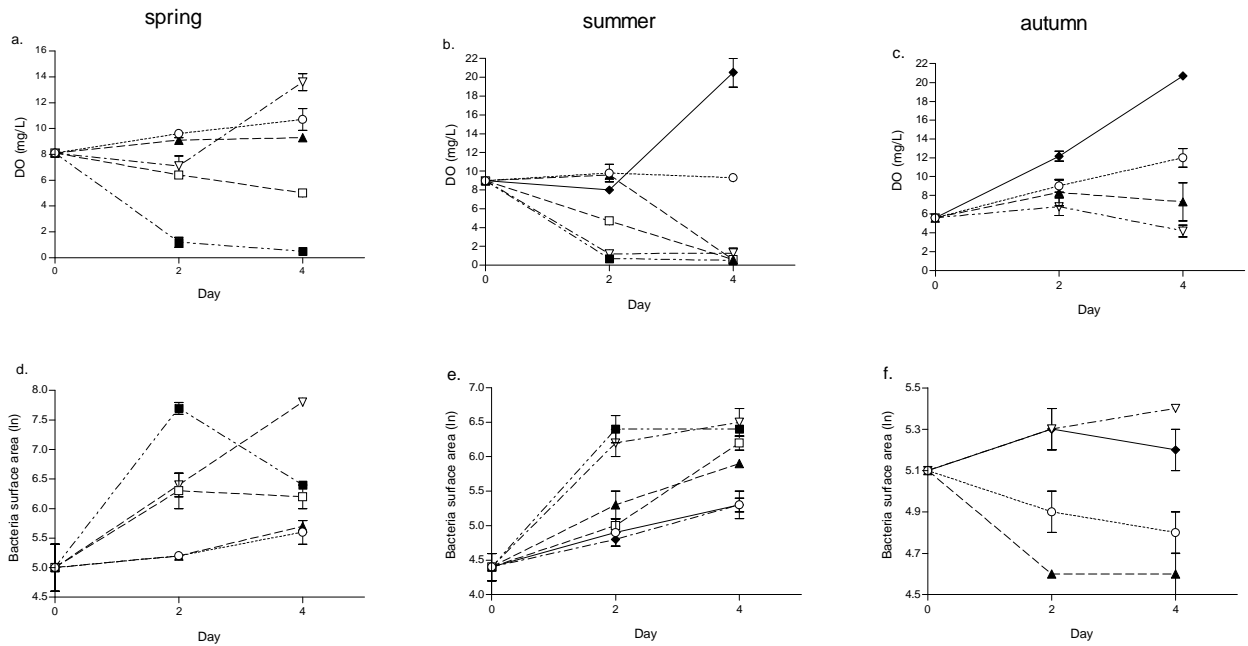 spring
summer
autumn
a.
16
14
12
10
8
6
4
2
0
DO (mg/L)
0 2 4
Day
b.
22
20
18
16
14
12
10
8
6
4
2
0
DO (mg/L)
0 2 4
Day
c.
22
20
18
16
14
12
10
8
6
4
2
0
DO (mg/L)
0 2 4
Day
d.
8.0
7.5
7.0
6.5
6.0
5.5
5.0
4.5
Bacteria surface area (ln)
0 2 4
Day
e.
7.0
6.5
6.0
5.5
5.0
4.5
4.0
Bacteria surface area (ln)
0 2 4
Day
f.
5.5
5.3
5.1
4.9
4.7
4.5
Bacteria surface area (ln)
0 2 4
Day